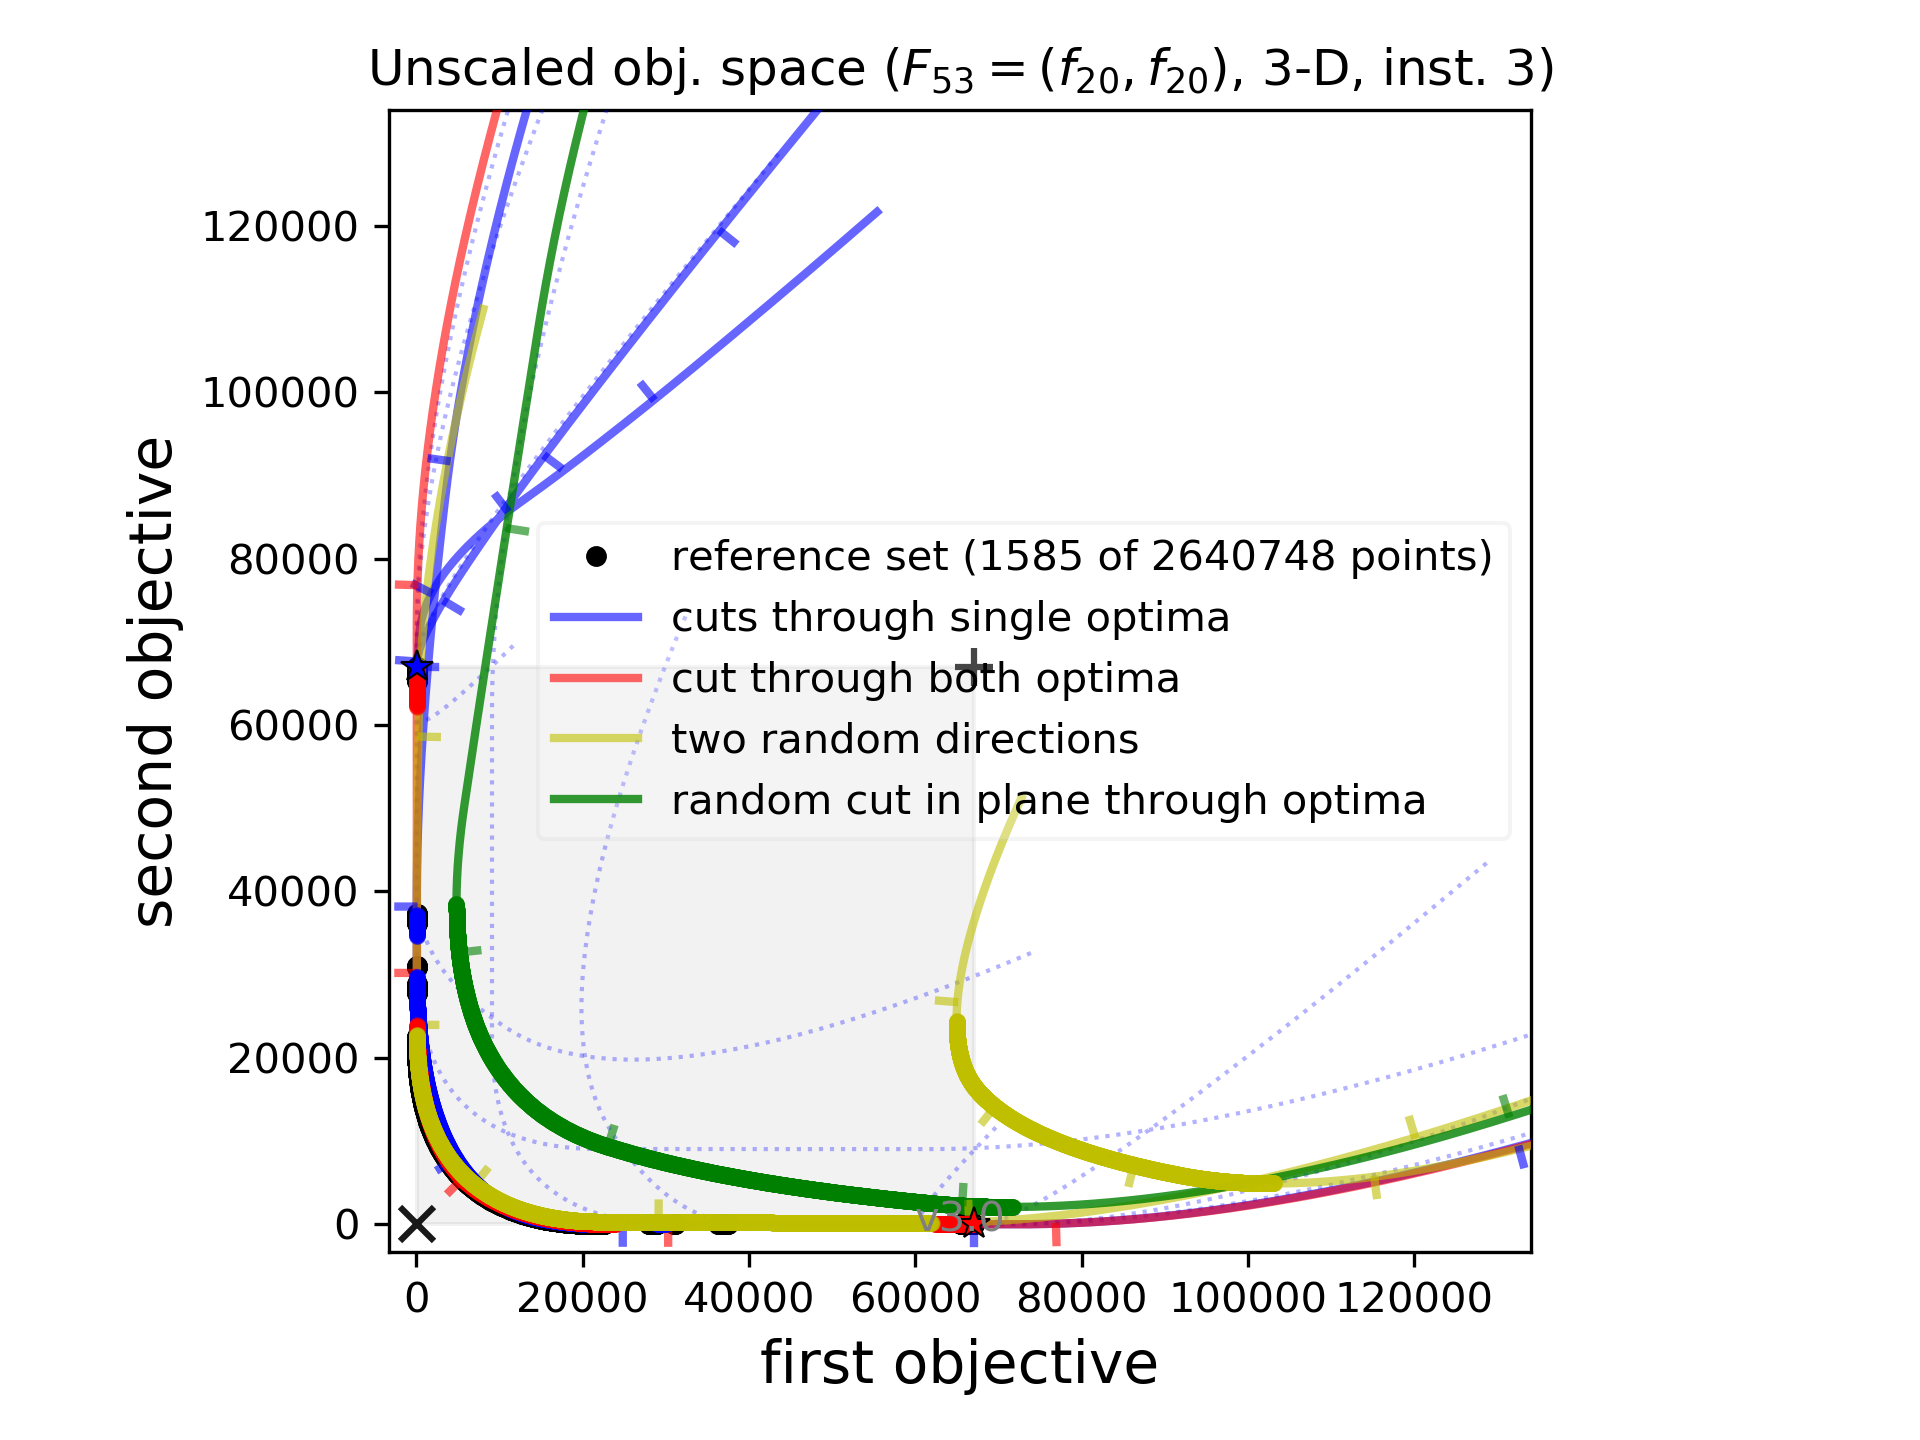 Unscaled obj. space (F53 = (f20, f20), 3-D, inst. 3)
second objective
120000
100000
80000
60000
40000
20000
0
reference set (1585 of 2640748 points)
cuts through single optima
cut through both optima
two random directions
random cut in plane through optima
v3.0
0 20000 40000 60000 80000 100000 120000
first objective